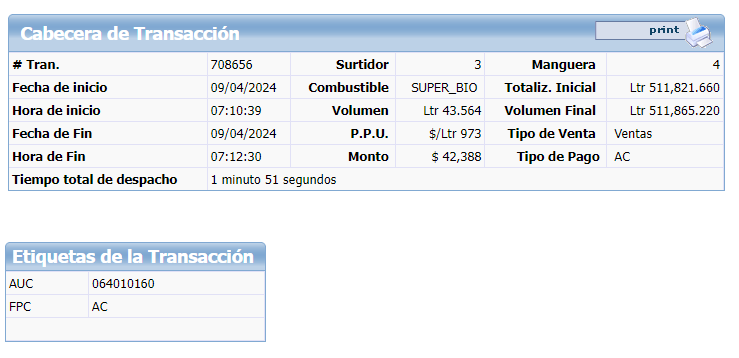 Cabecera de Transacción print
# Tran. 708656 Surtidor 3 Manguera 4
Fecha de inicio 09/04/2024 Combustible SUPER_BIO Totaliz. Inicial Ltr 511,821.660
Hora de inicio 07:10:39 Volumen Ltr 43.564 Volumen Final Ltr 511,865.220
Fecha de Fin 09/04/2024 P.P.U. $/Ltr 973 Tipo de Venta Ventas
Hora de Fin 07:12:30 Monto $ 42,388 Tipo de Pago AC
Tiempo total de despacho 1 minuto 51 segundos
Etiquetas de la Transacción
AUC 064010160
FPC AC